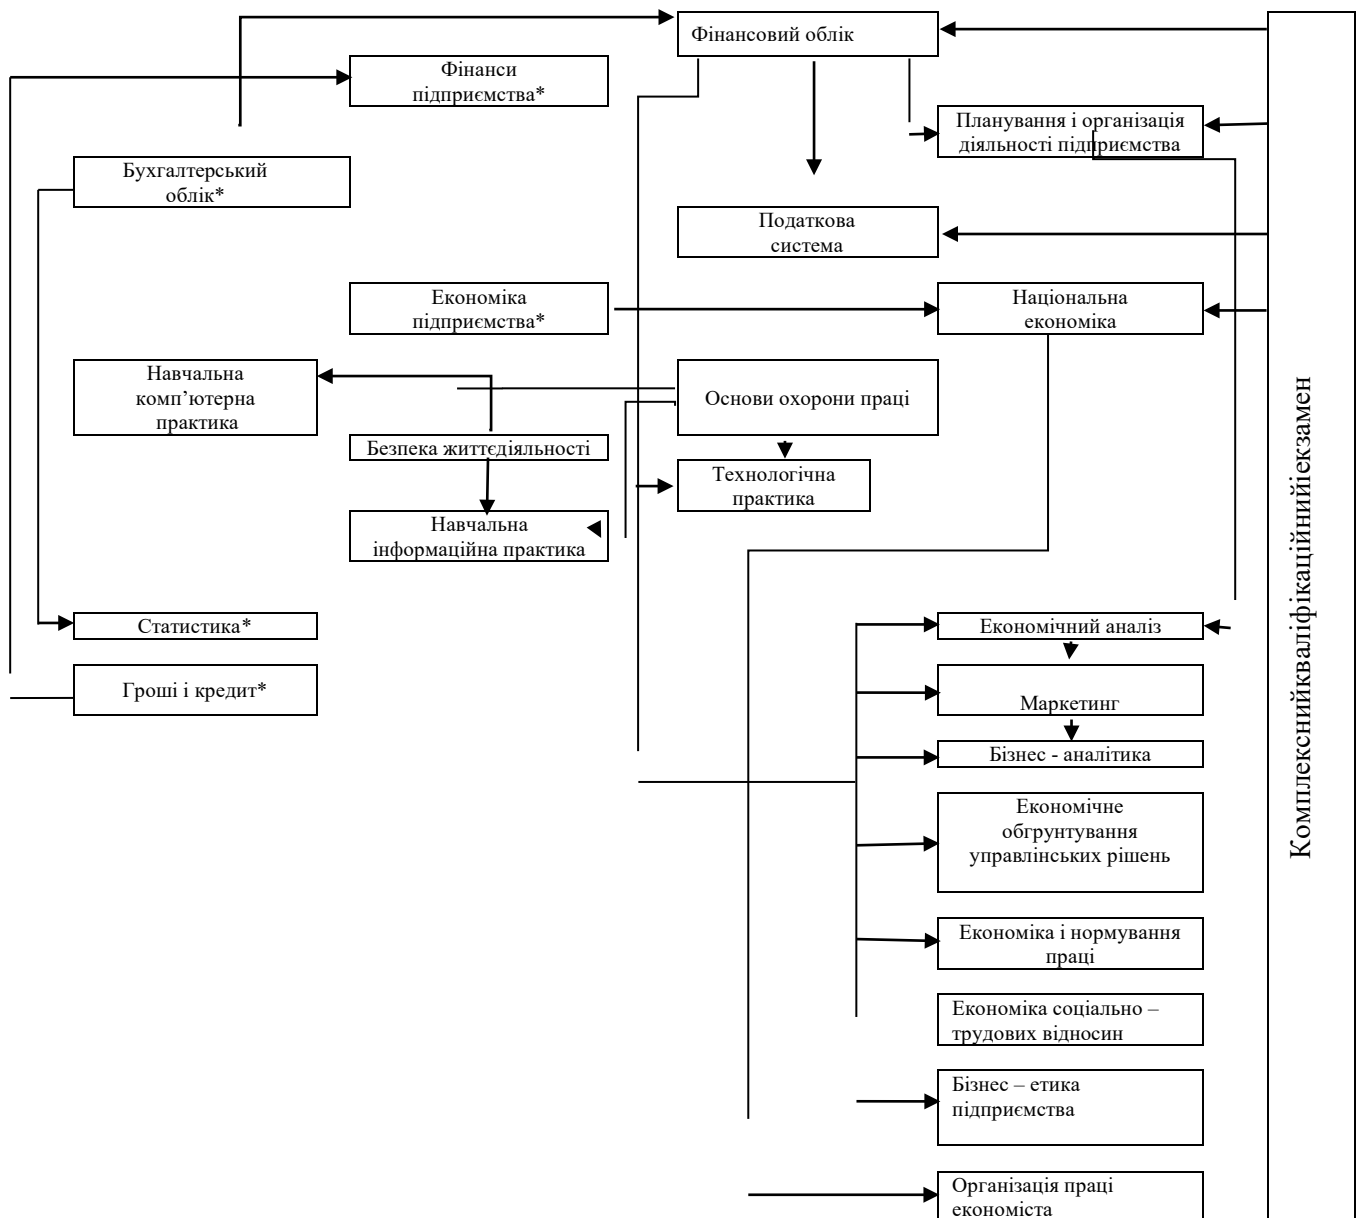 Фінансовий облік
Фінанси
підприємства*
Планування і організація
діяльності підприємства
Бухгалтерський
облік*
Податкова
система
Економіка
підприємства*
Національна
економіка
Навчальна
комп’ютерна
практика
Основи охорони праці
Безпека життєдіяльності
Технологічна
практика
Навчальна
інформаційна практика
Статистика*
Економічний аналіз
Гроші і кредит*
Маркетинг
Бізнес - аналітика
Економічне
обгрунтування
управлінських рішень
Економіка і нормування
праці
Економіка соціально –
трудових відносин
Бізнес – етика
підприємства
Організація праці
економіста
Комплекснийкваліфікаційнийіекзамен